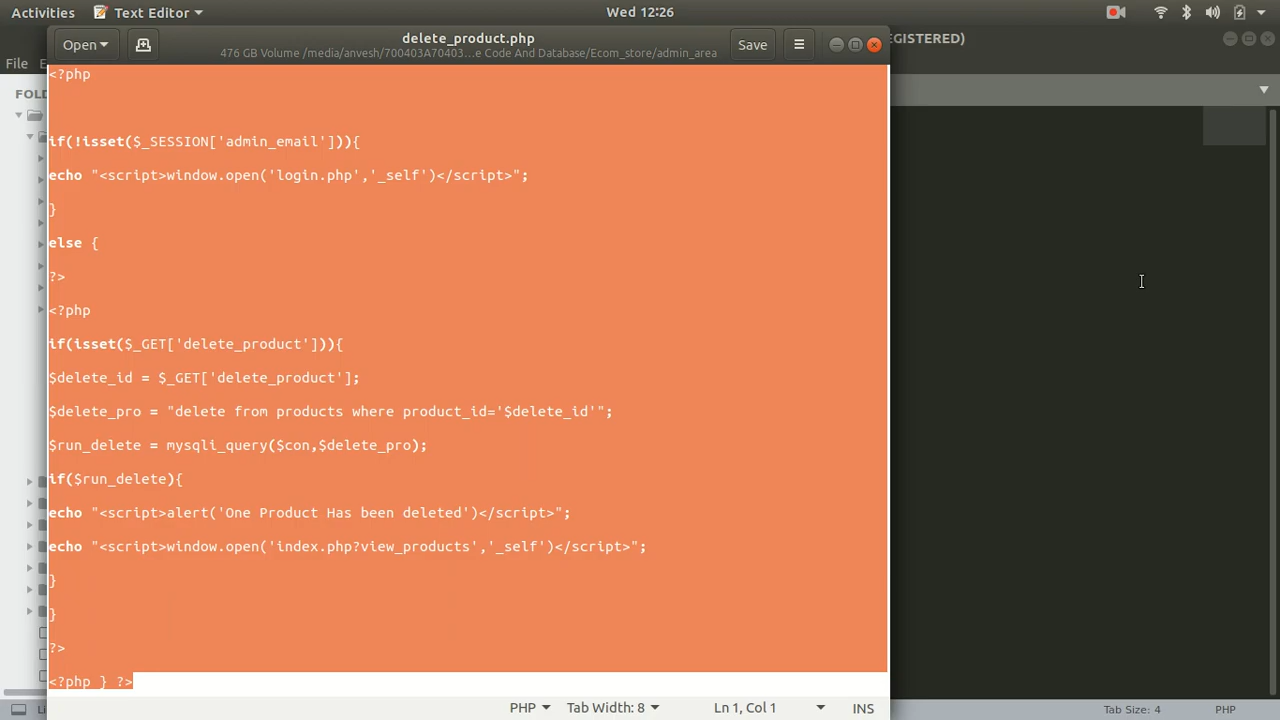 Activities Text Editor Wed 12:26
Open delete_product.php Save
476 GB Volume /media/anvesh/700403A70403...e Code And Database/Ecom_store/admin_area
EGISTERED)
File E
FOL
<?php
if(!isset($_SESSION['admin_email'])){
echo "<script>window.open('login.php','_self')</script>";
}
else {
?>
<?php
if(isset($_GET['delete_product'])){
$delete_id = $_GET['delete_product'];
$delete_pro = "delete from products where product_id='$delete_id'";
$run_delete = mysqli_query($con,$delete_pro);
if($run_delete){
echo "<script>alert('One Product Has been deleted')</script>";
echo "<script>window.open('index.php?view_products','_self')</script>";
}
}
?>
<?php } ?>
PHP Tab Width: 8 Ln 1, Col 1 INS
Li Tab Size: 4 PHP